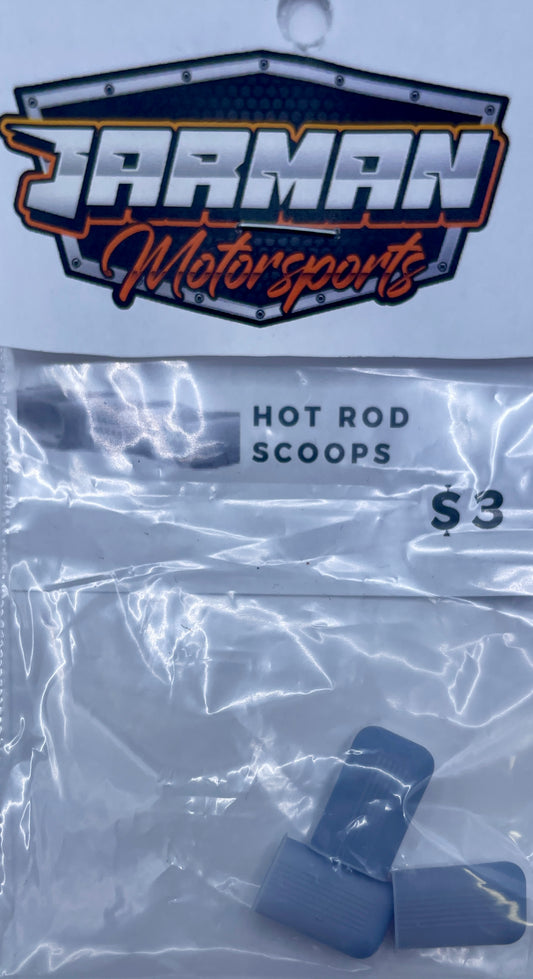 JARMAN
Motorsports
HOT ROD
SCOOPS
$3